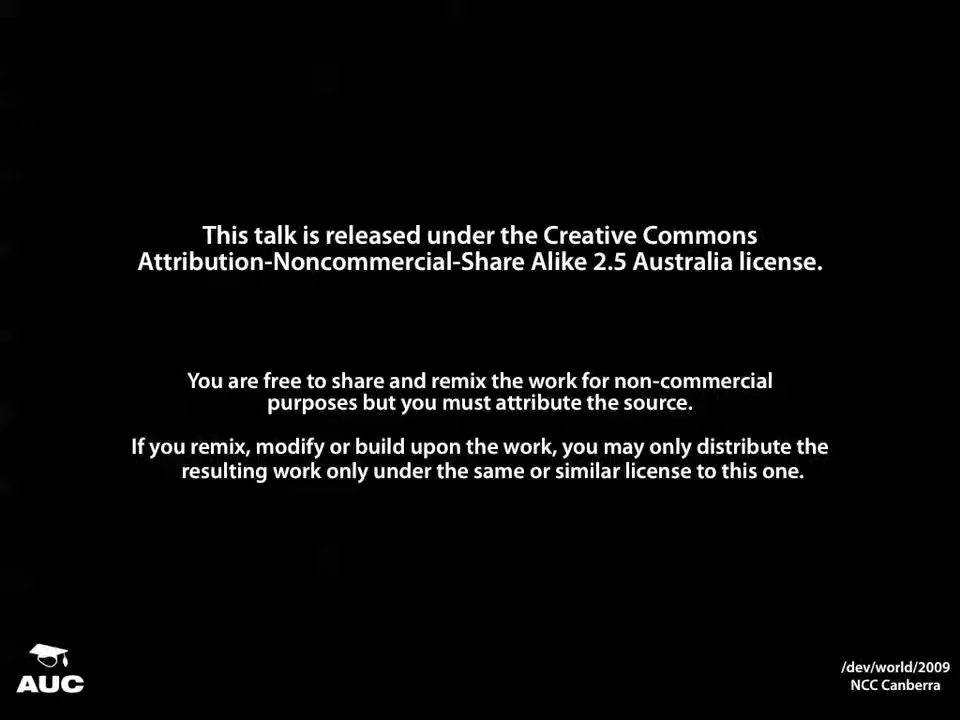 This talk is released under the Creative Commons
Attribution-Noncommercial-Share Alike 2.5 Australia license.
You are free to share and remix the work for non-commercial
purposes but you must attribute the source.
If you remix, modify or build upon the work, you may only distribute the
resulting work only under the same or similar license to this one.
AUC
/dev/world/2009
NCC Canberra